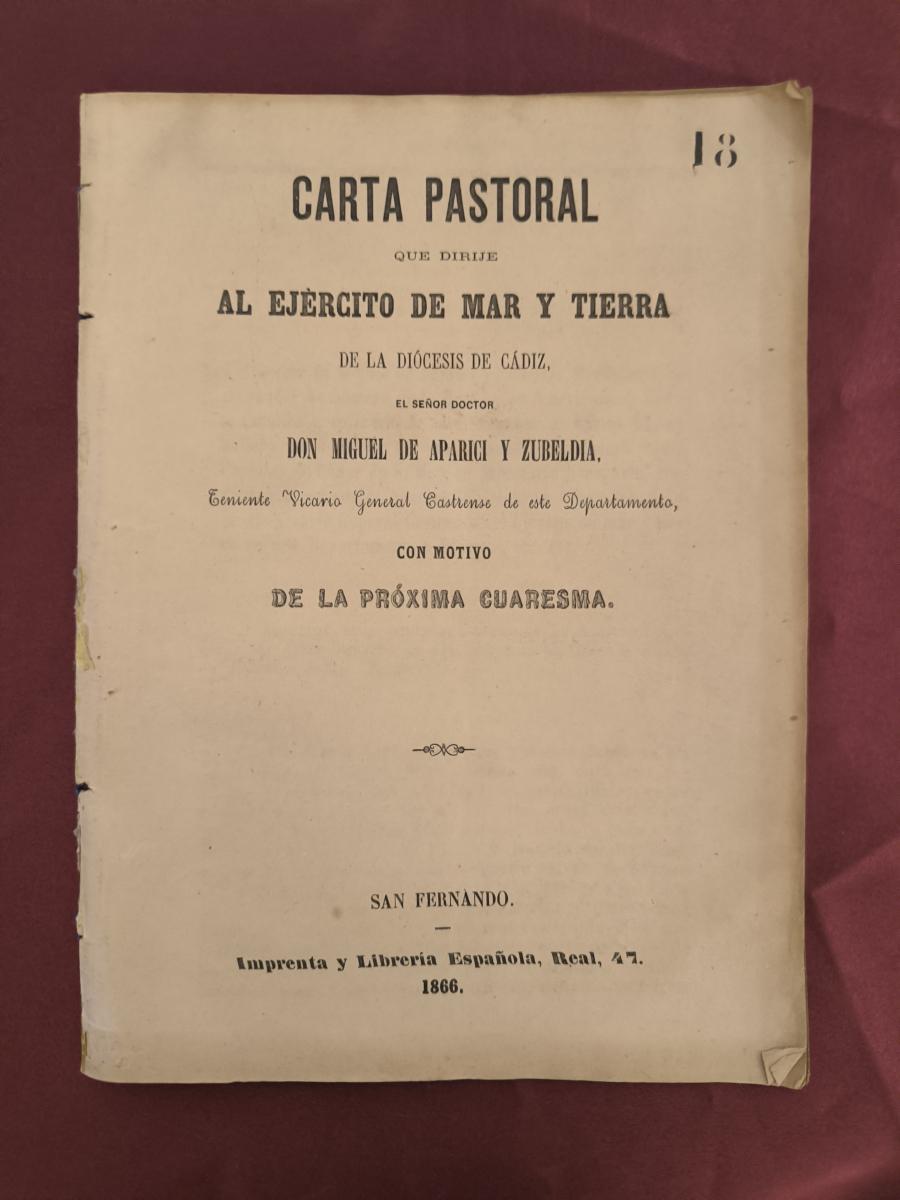 18
CARTA PASTORAL
QUE DIRIJE
AL EJÈRCITO DE MAR Y TIERRA
DE LA DIÓCESIS DE CÁDIZ,
EL SEÑOR DOCTOR
DON MIGUEL DE APARICI Y ZUBELDIA,
Teniente Vicario General Castrense de este Departamento,
CON MOTIVO
DE LA PRÓXIMA CUARESMA.
SAN FERNÀNDO.
Imprenta y Librería Española, Real, 47.
1866.